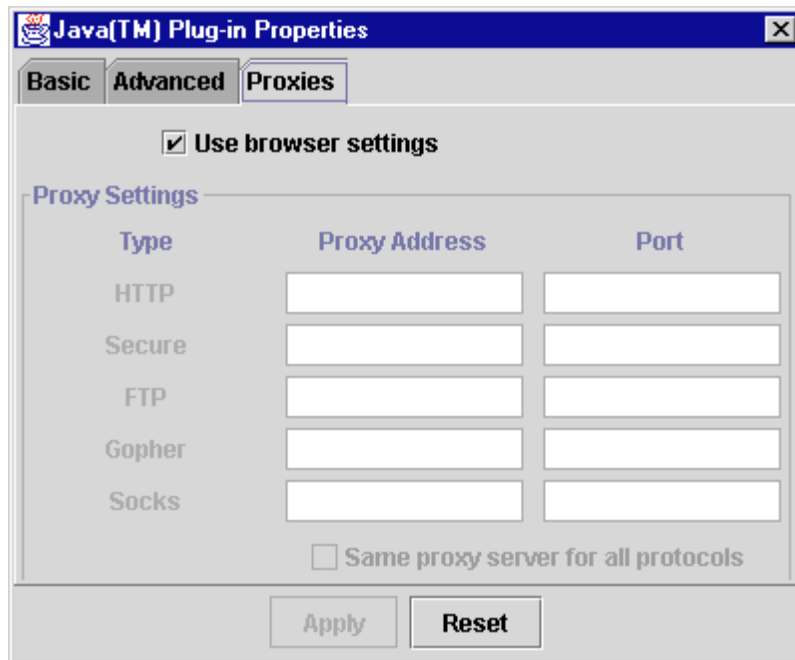 Java(TM) Plug-in Properties
Basic Advanced Proxies
Use browser settings
Proxy Settings
Type Proxy Address Port
HTTP
Secure
FTP
Gopher
Socks
Same proxy server for all protocols
Apply Reset